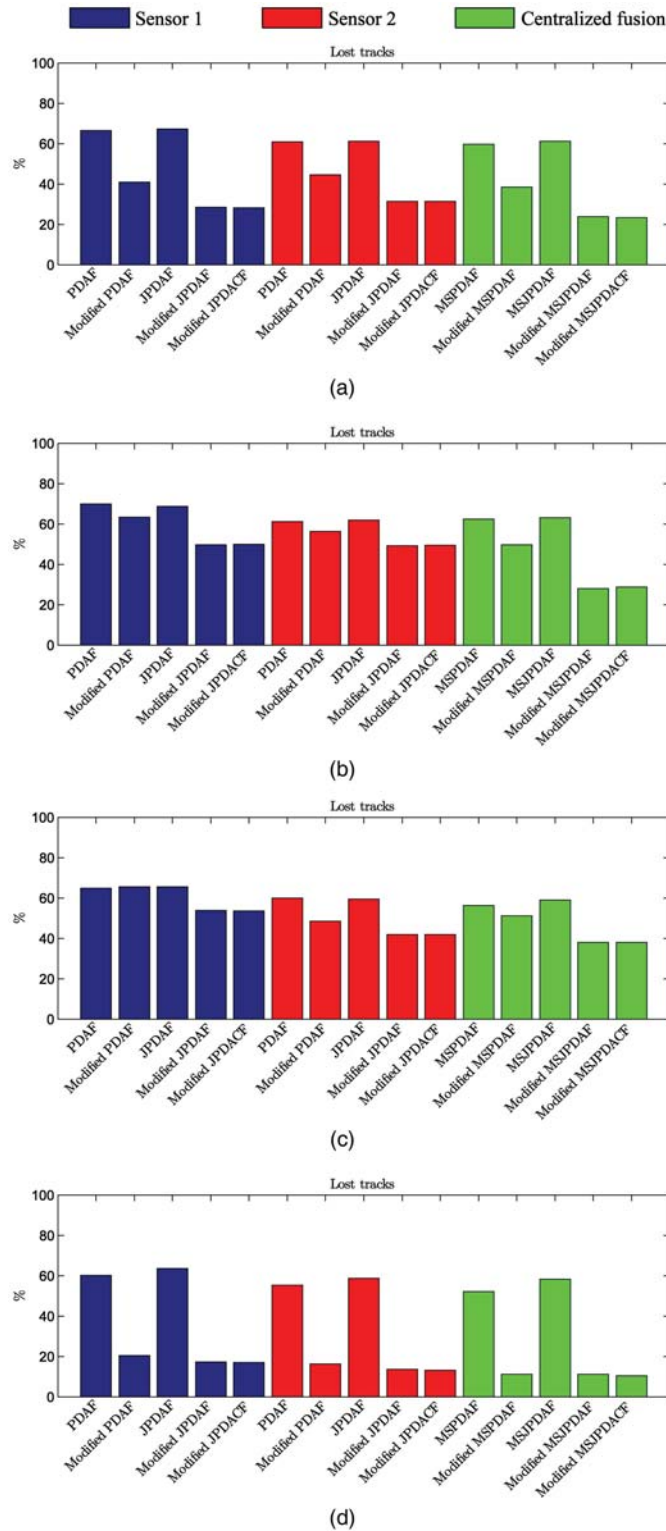 Sensor 1 Sensor 2 Centralized fusion
Lost tracks
100
80
60
40
20
0
%
PDAF
Modified PDAF
JPDAF
Modified JPDAF
Modified JPDACF
PDAF
Modified PDAF
JPDAF
Modified JPDAF
Modified JPDACF
MSPDAF
Modified MSPDAF
MSJPDAF
Modified MSJPDAF
Modified MSJPDACF
(a)
Lost tracks
100
80
60
40
20
0
%
PDAF
Modified PDAF
JPDAF
Modified JPDAF
Modified JPDACF
PDAF
Modified PDAF
JPDAF
Modified JPDAF
Modified JPDACF
MSPDAF
Modified MSPDAF
MSJPDAF
Modified MSJPDAF
Modified MSJPDACF
(b)
Lost tracks
100
80
60
40
20
0
%
PDAF
Modified PDAF
JPDAF
Modified JPDAF
Modified JPDACF
PDAF
Modified PDAF
JPDAF
Modified JPDAF
Modified JPDACF
MSPDAF
Modified MSPDAF
MSJPDAF
Modified MSJPDAF
Modified MSJPDACF
(c)
Lost tracks
100
80
60
40
20
0
%
PDAF
Modified PDAF
JPDAF
Modified JPDAF
Modified JPDACF
PDAF
Modified PDAF
JPDAF
Modified JPDAF
Modified JPDACF
MSPDAF
Modified MSPDAF
MSJPDAF
Modified MSJPDAF
Modified MSJPDACF
(d)